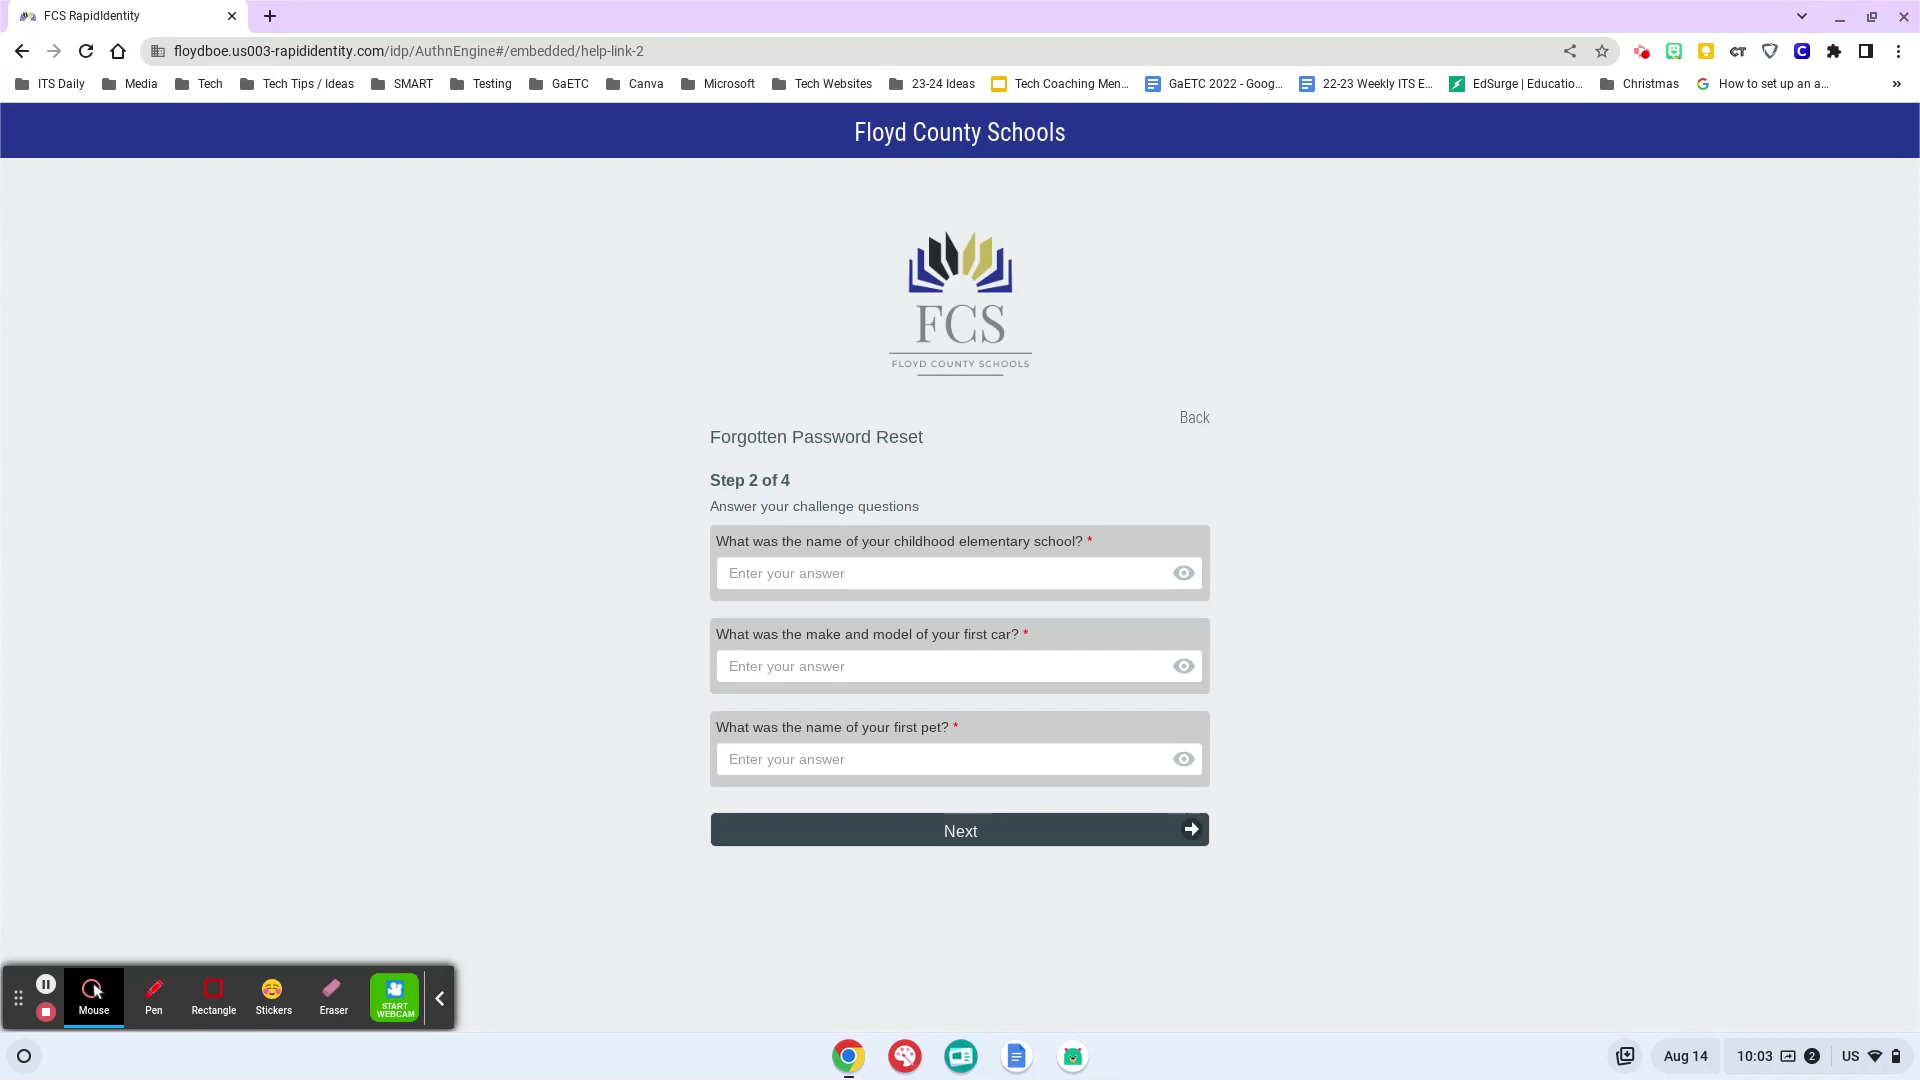 FCS RapidIdentity
floydboe.us003-rapididentity.com/idp/AuthnEngine#/embedded/help-link-2
ITS Daily Media Tech Tech Tips / Ideas SMART Testing GaETC Canva Microsoft Tech Websites 23-24 Ideas Tech Coaching Men... GaETC 2022 - Goog... 22-23 Weekly ITS E... EdSurge | Educatio... Christmas How to set up an a... »
Floyd County Schools
FCS
FLOYD COUNTY SCHOOLS
Back
Forgotten Password Reset
Step 2 of 4
Answer your challenge questions
What was the name of your childhood elementary school? *
Enter your answer
What was the make and model of your first car? *
Enter your answer
What was the name of your first pet? *
Enter your answer
Next
Mouse Pen Rectangle Stickers Eraser START
WEBCAM
Aug 14 10:03 2 US